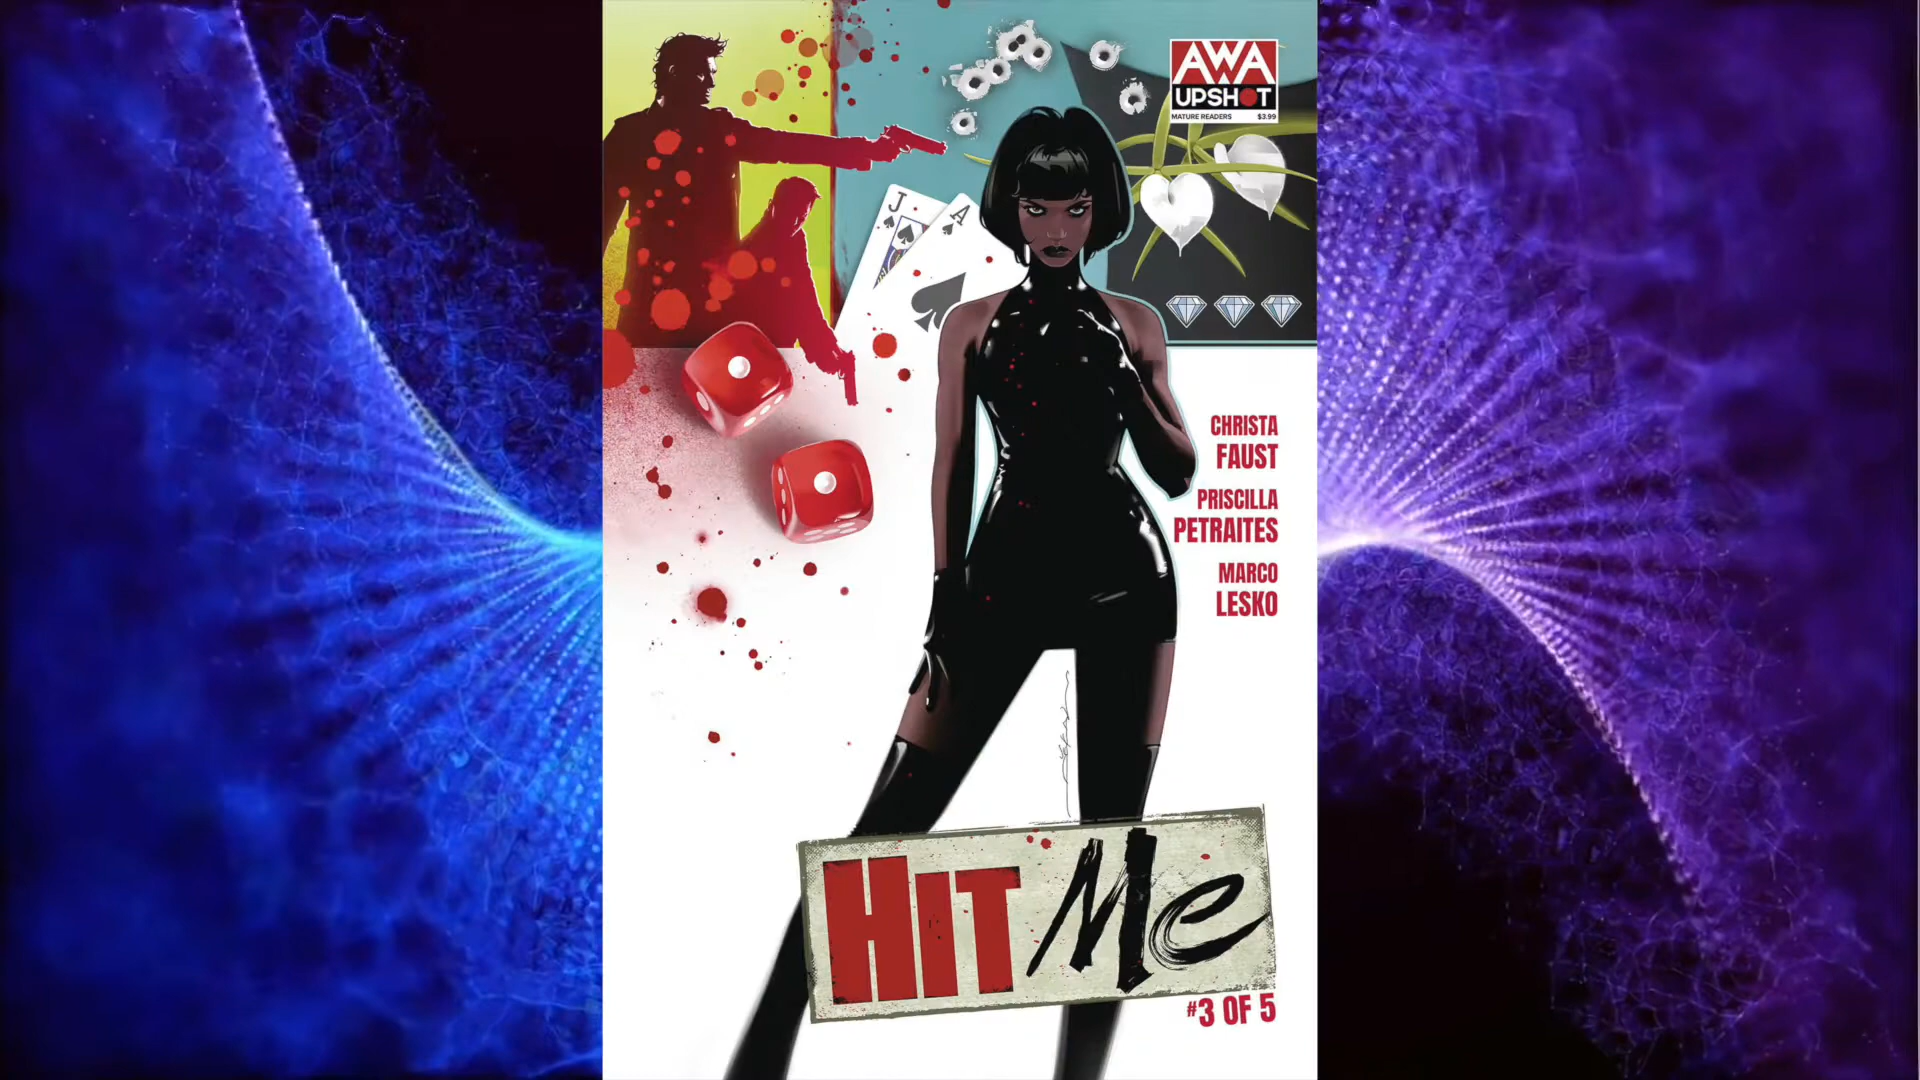 AWA
UPSHOT
MATURE READERS $3.99
J
A
CHRISTA
FAUST
PRISCILLA
PETRAITES
MARCO
LESKO
HIT Me
#3 OF 5